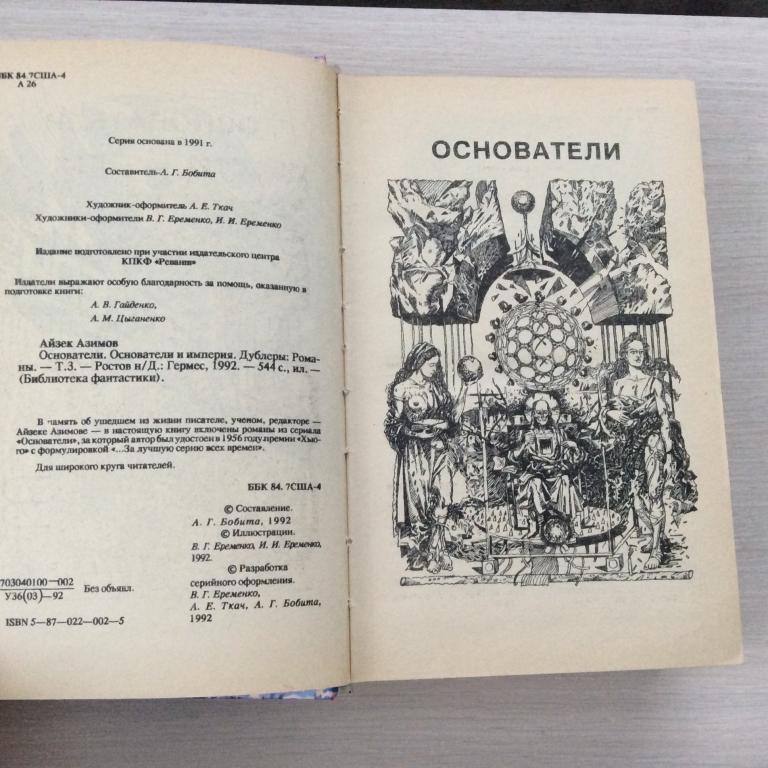 ББК 84.7США-4
А 26
Серия основана в 1991 г.
Составитель-А. Г. Бобита
Художник-оформитель А. Е. Ткач
Художники-оформители В. Г. Еременко, И. И. Еременко
Издание подготовлено при участии издательского центра
КПКФ «Реванш»
Издатели выражают особую благодарность за помощь, оказанную в
подготовке книги:
А. В. Гайденко,
А. М. Цыганенко
Айзек Азимов
Основатели. Основатели и империя. Дублеры: Рома-
ны. — Т.3. — Ростов н/Д.: Гермес, 1992. — 544 с., ил.—
(Библиотека фантастики).
В память об ушедшем из жизни писателе, ученом, редакторе —
Айзеке Азимове — в настоящую книгу включены романы из сериала
«Основатели», за который автор был удостоен в 1956 году премии «Хью-
го» с формулировкой «...За лучшую серию всех времен».
Для широкого круга читателей.
ББК 84. 7США-4
© Составление.
А. Г. Бобита, 1992
© Иллюстрации.
В. Г. Еременко, И. И. Еременко,
1992.
© Разработка
серийного оформления.
В. Г. Еременко,
А. Е. Ткач, А. Г. Бобита,
1992
703040100—002
У36(03)—92
Без объявл.
ISBN 5—87—022—002—5
ОСНОВАТЕЛИ